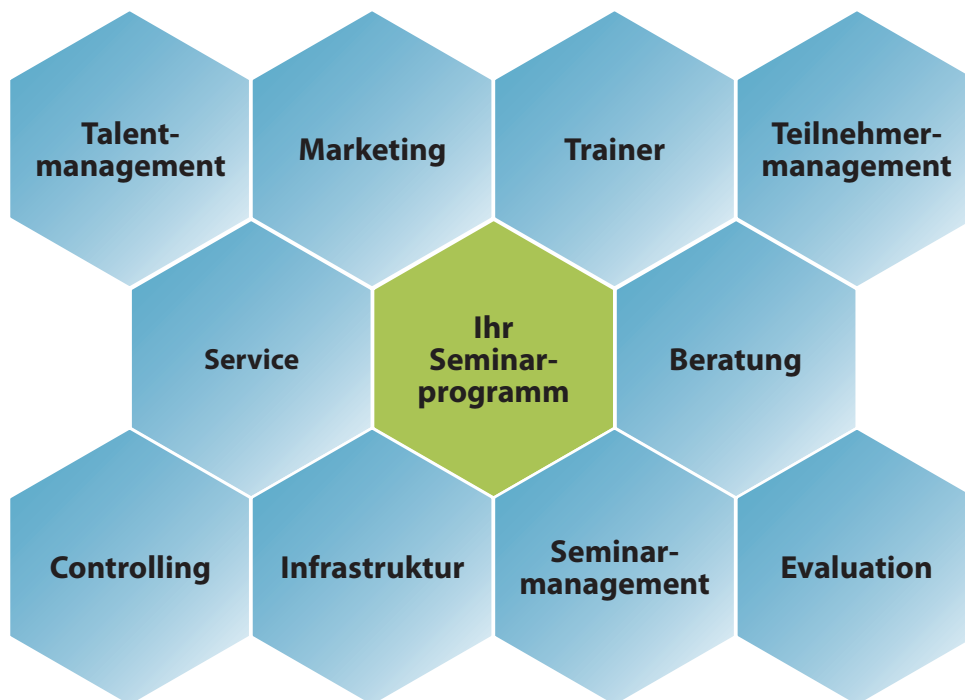 Talent-
management
Marketing
Trainer
Teilnehmer-
management
Service
Ihr
Seminar-
programm
Beratung
Controlling
Infrastruktur
Seminar-
management
Evaluation